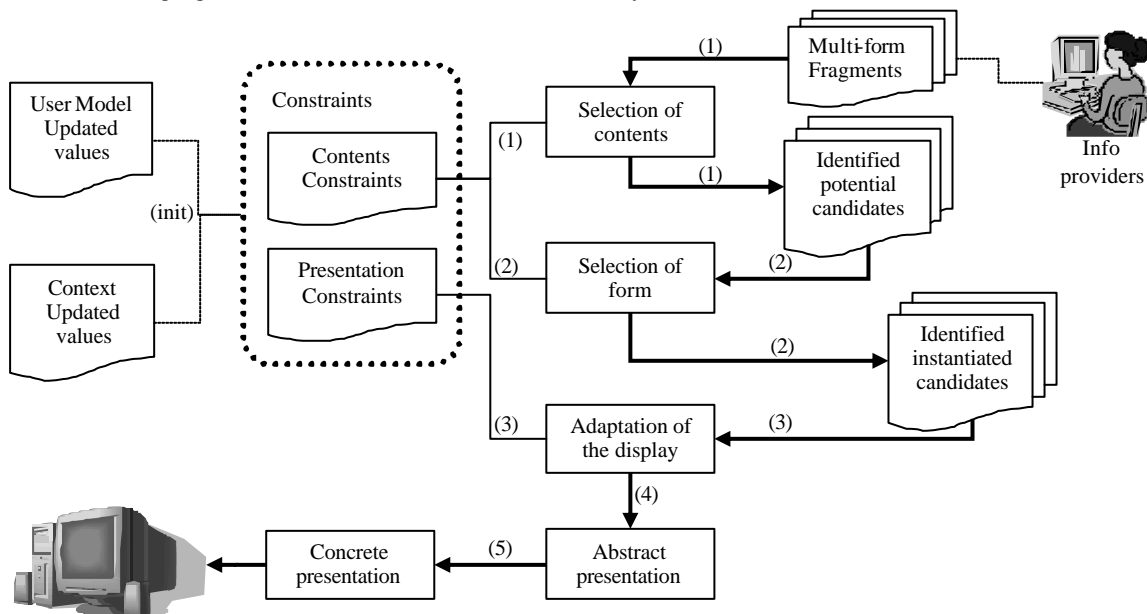 (1)
Multi-form
Fragments
User Model
Updated
values
Constraints
Selection of
contents
(1)
Contents
Constraints
(1)
Identified
potential
candidates
Info
providers
(init)
Context
Updated
values
Presentation
Constraints
(2)
Selection of
form
(2)
(2)
Identified
instantiated
candidates
(3)
Adaptation of
the display
(3)
(4)
Concrete
presentation
(5)
Abstract
presentation